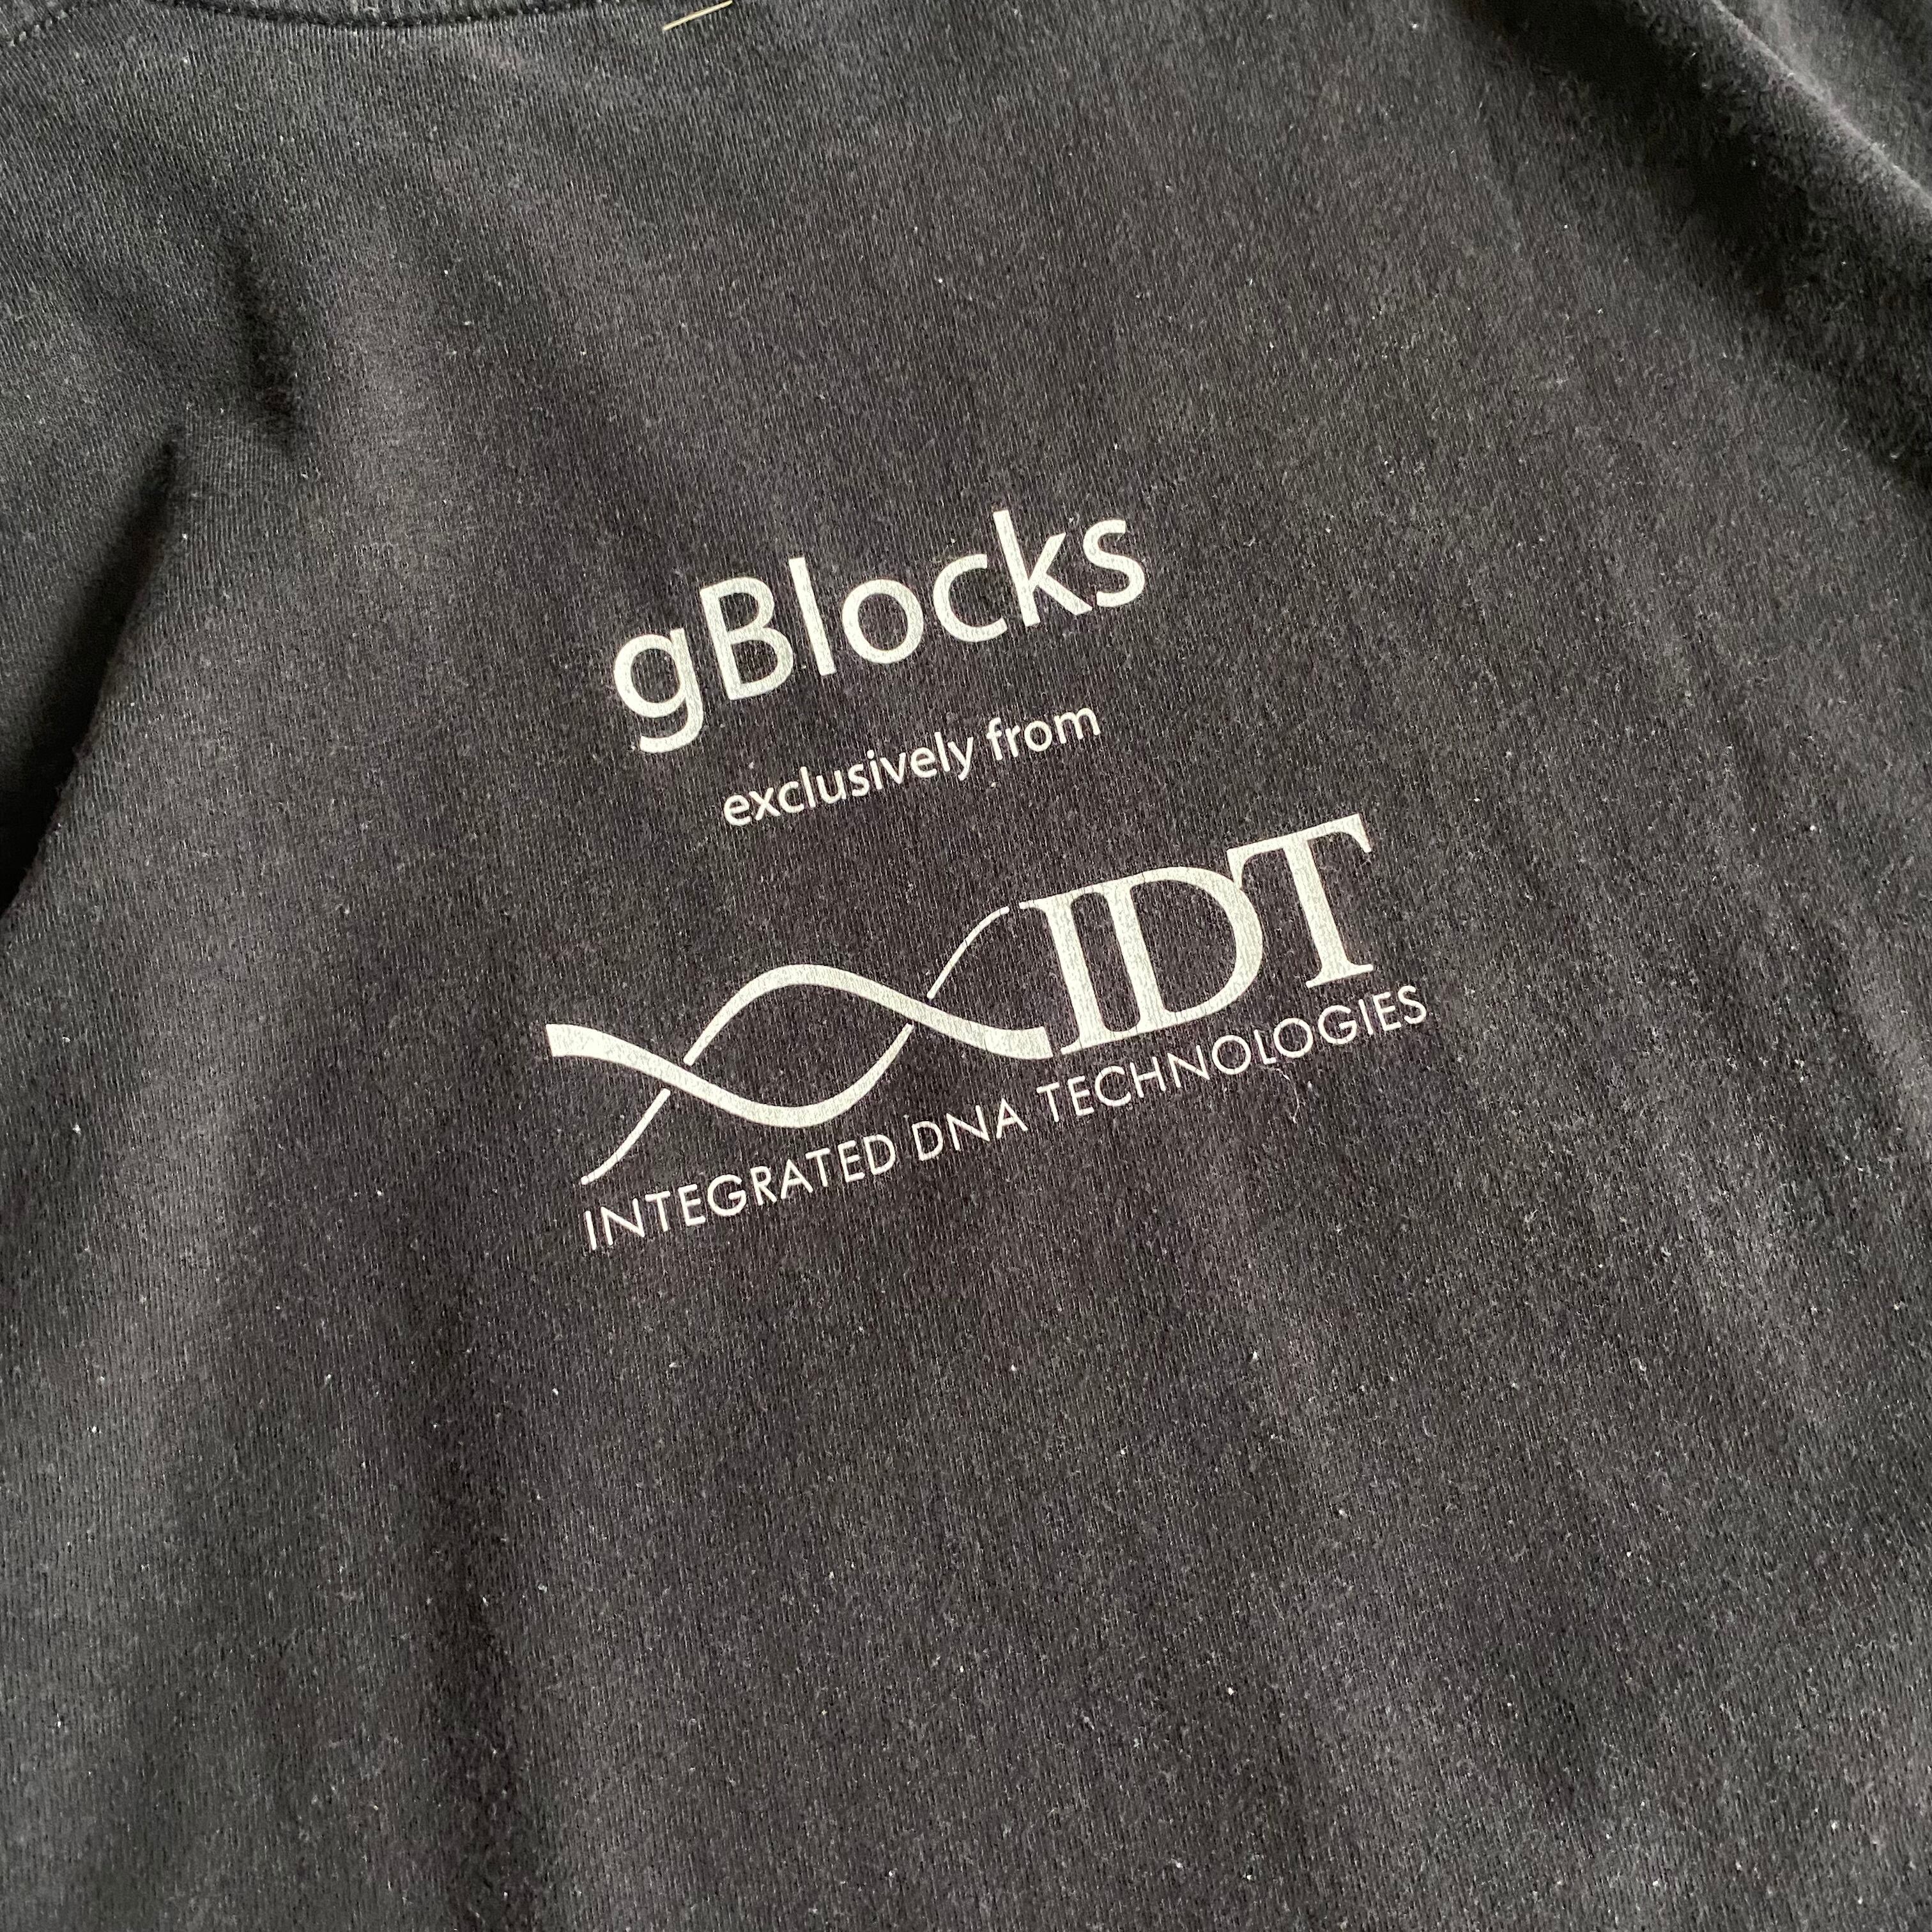 gBlocks
exclusively from
IDT
INTEGRATED DNA TECHNOLOGIES